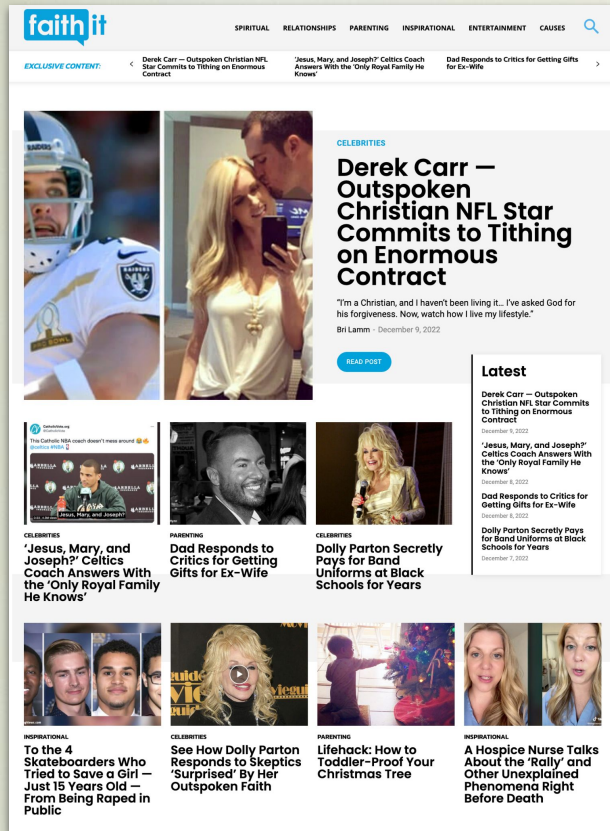 faith it
SPIRITUAL RELATIONSHIPS PARENTING INSPIRATIONAL ENTERTAINMENT CAUSES
EXCLUSIVE CONTENT:
Derek Carr — Outspoken Christian NFL
Star Commits to Tithing on Enormous
Contract
'Jesus, Mary, and Joseph?' Celtics Coach
Answers With the 'Only Royal Family He
Knows'
Dad Responds to Critics for Getting Gifts
for Ex-Wife
RAIDERS
RAIDERS
PRO BOWL
CELEBRITIES
Derek Carr —
Outspoken
Christian NFL Star
Commits to Tithing
on Enormous
Contract
"I'm a Christian, and I haven't been living it... I've asked God for
his forgiveness. Now, watch how I live my lifestyle."
Bri Lamm - December 9, 2022
READ POST
Latest
Derek Carr — Outspoken
Christian NFL Star Commits
to Tithing on Enormous
Contract
December 9, 2022
'Jesus, Mary, and Joseph?'
Celtics Coach Answers With
the 'Only Royal Family He
Knows'
December 8, 2022
Dad Responds to Critics for
Getting Gifts for Ex-Wife
December 8, 2022
Dolly Parton Secretly Pays
for Band Uniforms at Black
Schools for Years
December 7, 2022
CatholicVote.org
@CatholicVote
This Catholic NBA coach doesn't mess around
@celtics #NBA
Jesus, Mary, and Joseph?
CELEBRITIES
'Jesus, Mary, and
Joseph?' Celtics
Coach Answers With
the 'Only Royal Family
He Knows'
PARENTING
Dad Responds to
Critics for Getting
Gifts for Ex-Wife
CELEBRITIES
Dolly Parton Secretly
Pays for Band
Uniforms at Black
Schools for Years
INSPIRATIONAL
To the 4
Skateboarders Who
Tried to Save a Girl —
Just 15 Years Old —
From Being Raped in
Public
CELEBRITIES
See How Dolly Parton
Responds to Skeptics
'Surprised' By Her
Outspoken Faith
PARENTING
Lifehack: How to
Toddler-Proof Your
Christmas Tree
INSPIRATIONAL
A Hospice Nurse Talks
About the 'Rally' and
Other Unexplained
Phenomena Right
Before Death